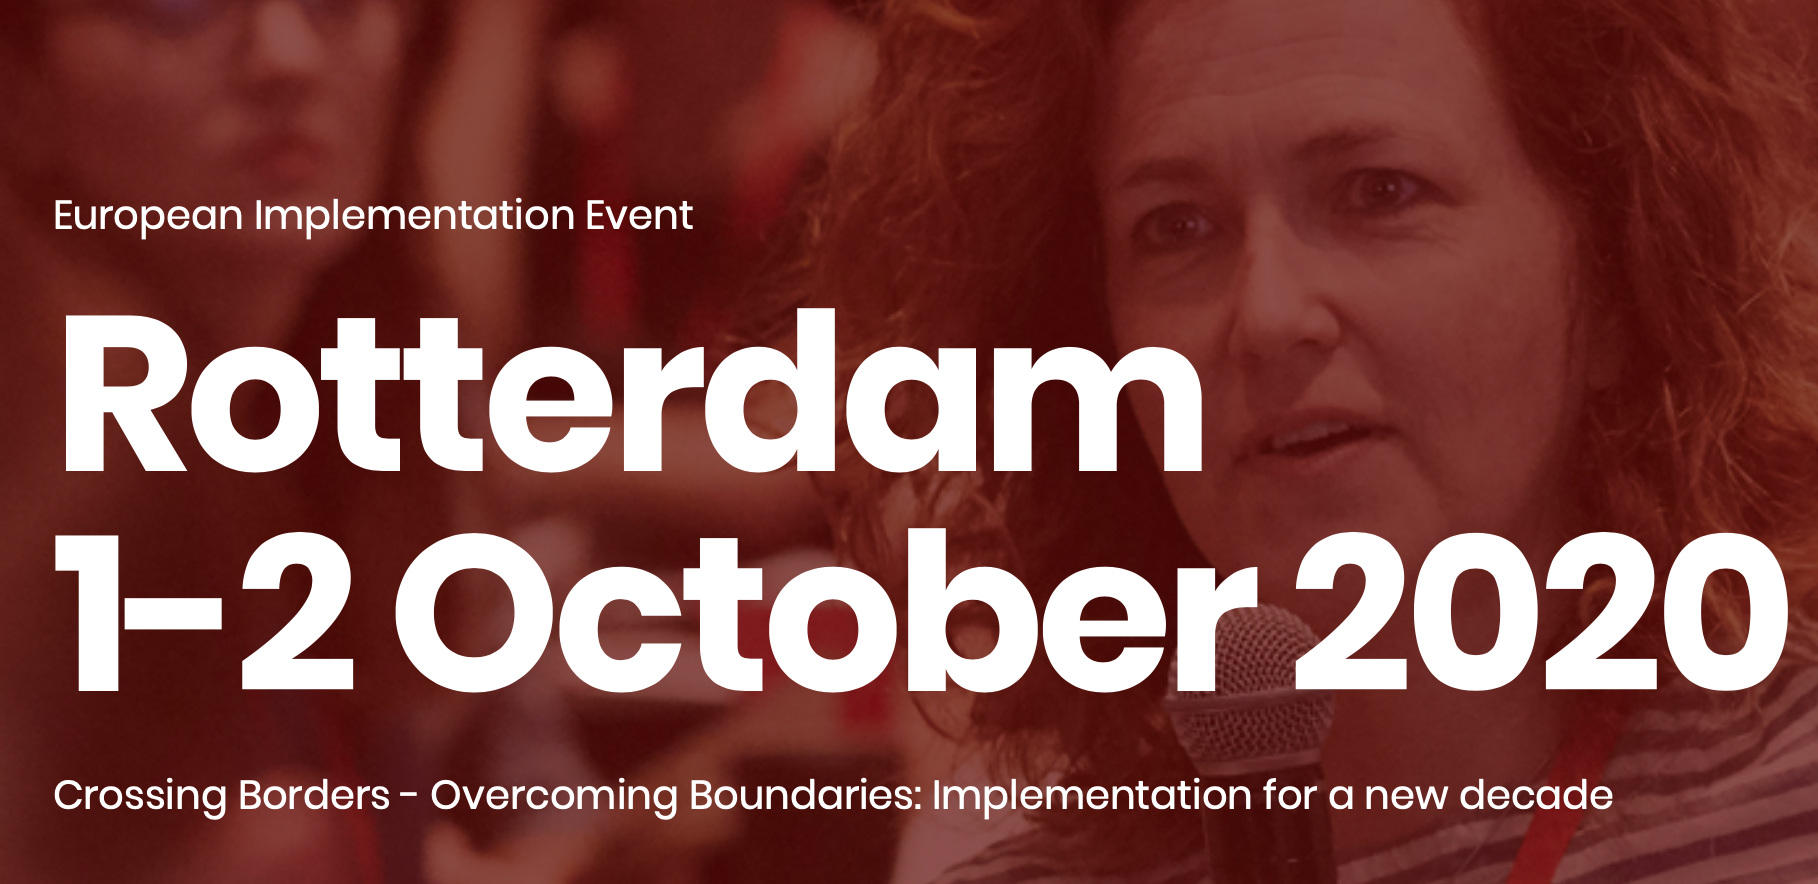 European Implementation Event
Rotterdam
1–2 October 2020
Crossing Borders - Overcoming Boundaries: Implementation for a new decade